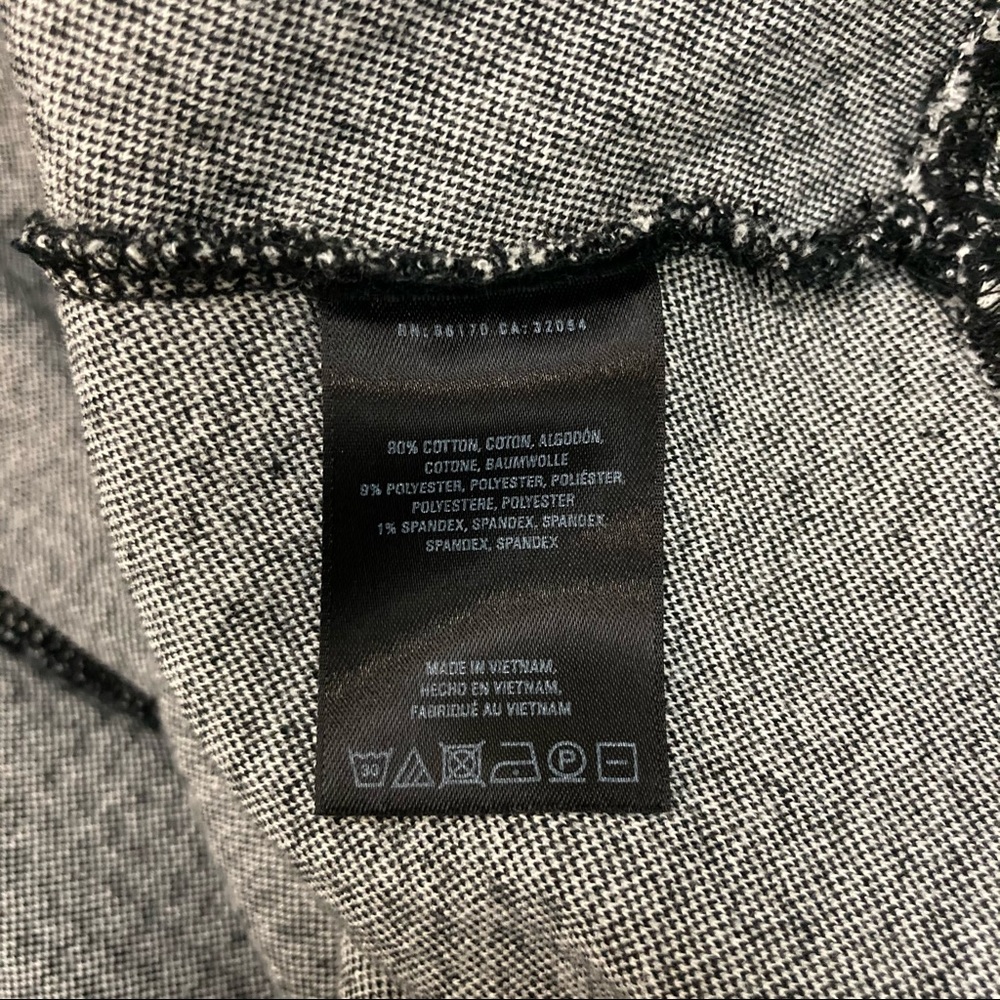 RN: 56170 CA: 32054
90% COTTON, COTON, ALGODÓN,
COTONE, BAUMWOLLE
9% POLYESTER, POLYESTER, POLIÉSTER,
POLYESTERE, POLYESTER
1% SPANDEX, SPANDEX, SPANDEX,
SPANDEX, SPANDEX
MADE IN VIETNAM,
HECHO EN VIETNAM,
FABRIQUÉ AU VIETNAM
30 P